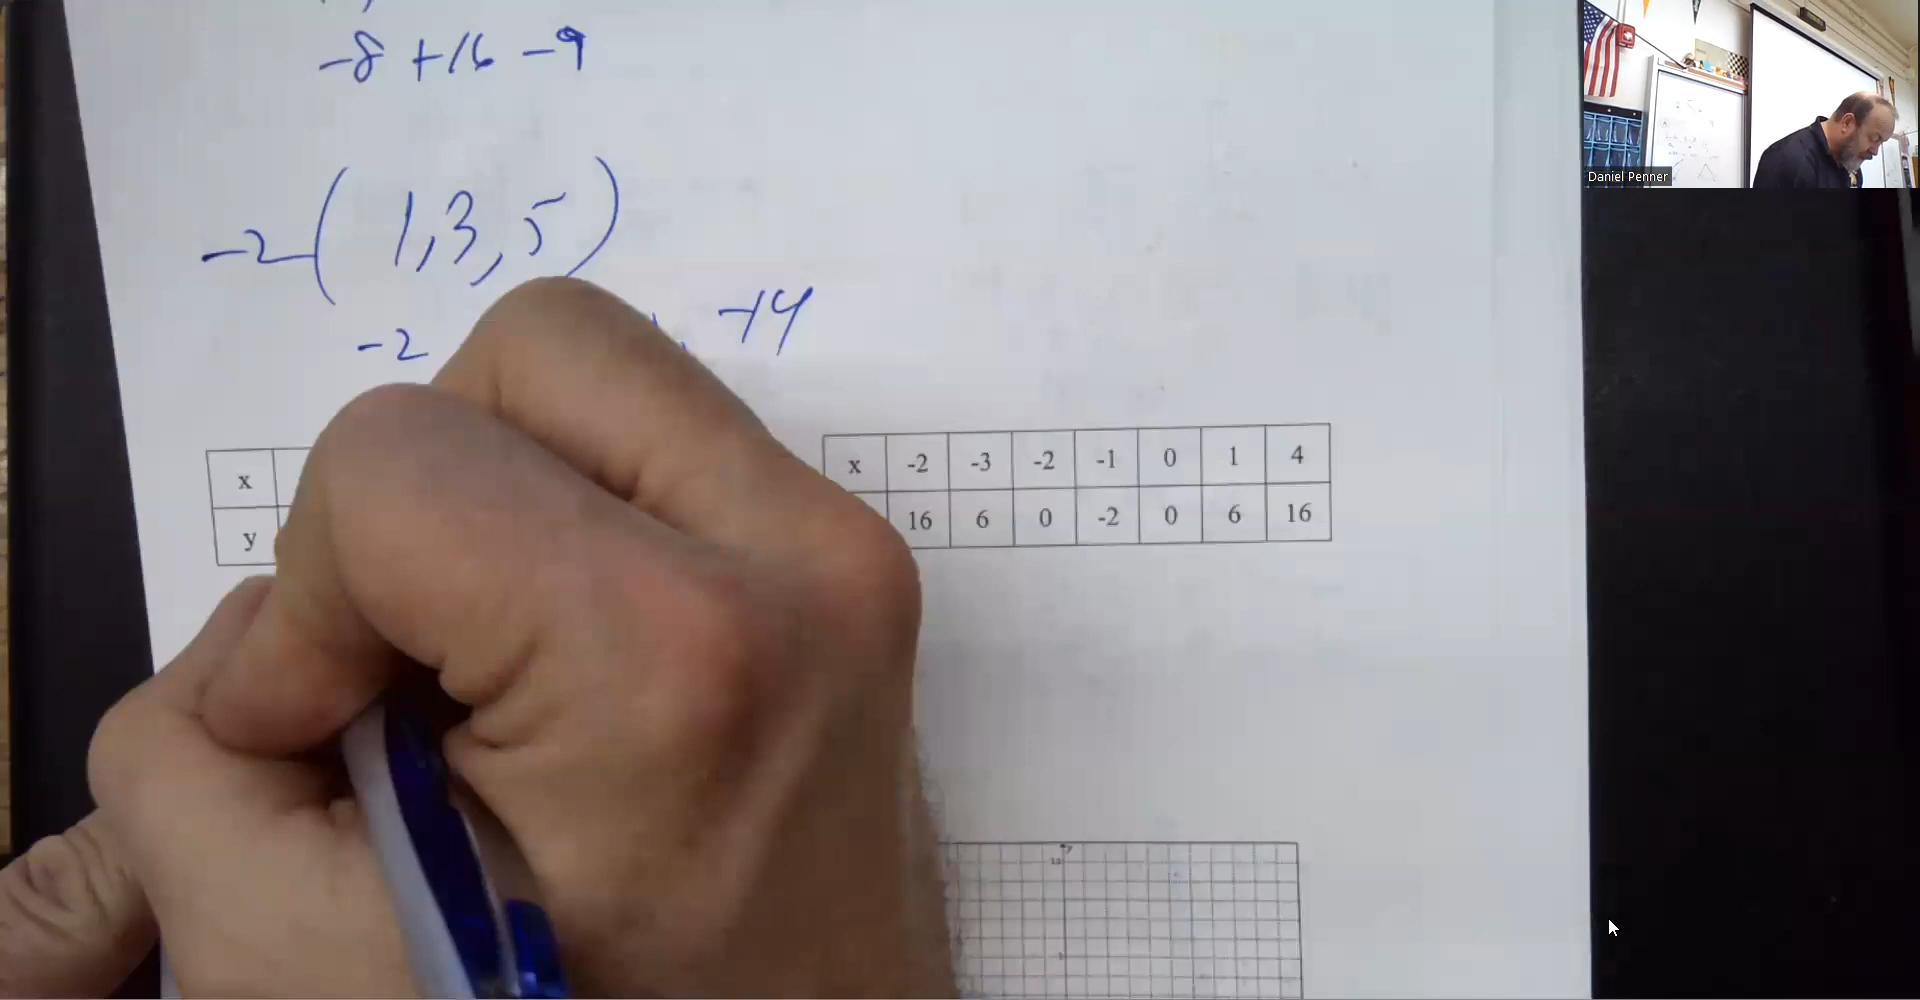 -8 +16 -9
-2( 1,3,5 )
-2 -14
x
y
x -2 -3 -2 -1 0 1 4
16 6 0 -2 0 6 16
y
Daniel Penner